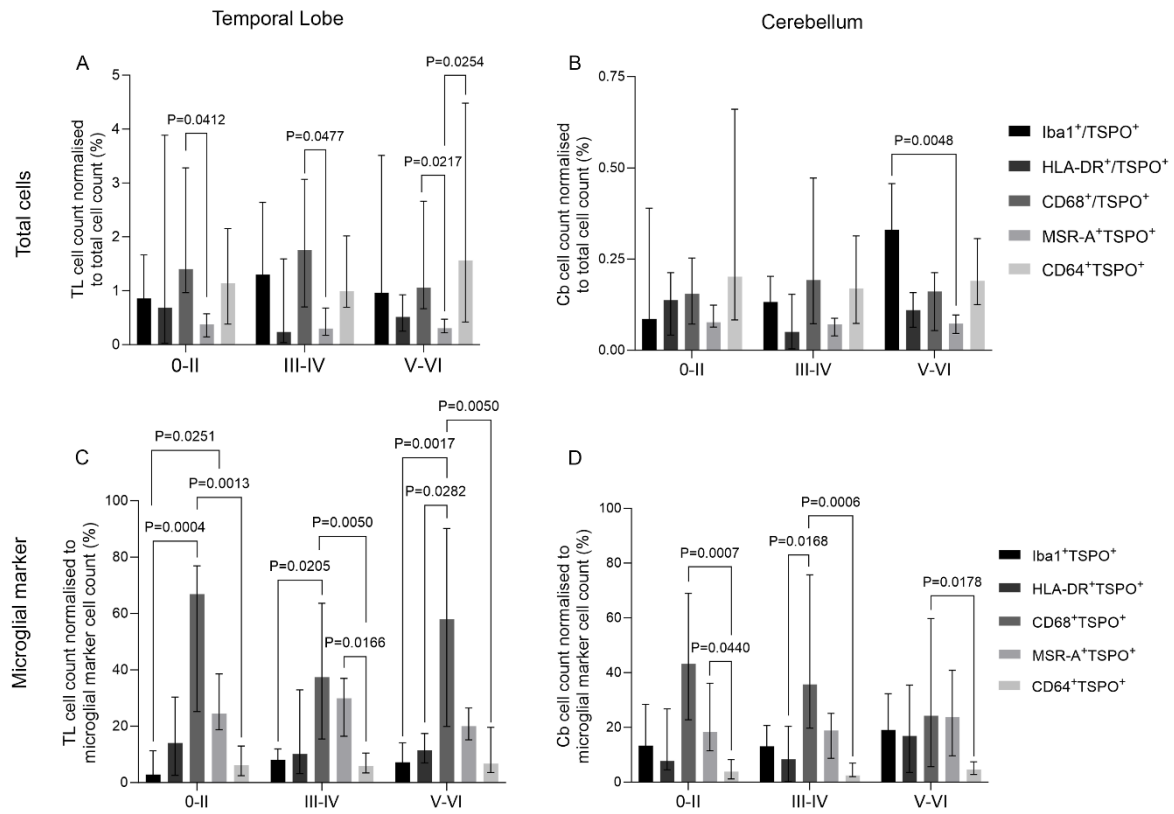 Temporal Lobe
Cerebellum
Total cells
A
TL cell count normalised
to total cell count (%)
5
4
3
2
1
0
P=0.0412
P=0.0477
P=0.0217
P=0.0254
0-II
III-IV
V-VI
B
Cb cell count normalised
to total cell count (%)
0.75
0.50
0.25
0.00
P=0.0048
0-II
III-IV
V-VI
Iba1+/TSPO+
HLA-DR+/TSPO+
CD68+/TSPO+
MSR-A+TSPO+
CD64+TSPO+
Microglial marker
C
TL cell count normalised to
microglial marker cell count (%)
100
80
60
40
20
0
P=0.0251
P=0.0013
P=0.0004
P=0.0050
P=0.0205
P=0.0166
P=0.0050
P=0.0017
P=0.0282
0-II
III-IV
V-VI
D
Cb cell count normalised to
microglial marker cell count (%)
100
80
60
40
20
0
P=0.0007
P=0.0440
P=0.0006
P=0.0168
P=0.0178
0-II
III-IV
V-VI
Iba1+TSPO+
HLA-DR+TSPO+
CD68+TSPO+
MSR-A+TSPO+
CD64+TSPO+